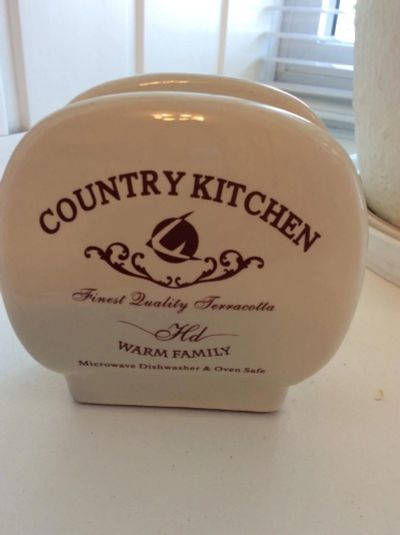 COUNTRY KITCHEN
Finest Quality Terracotta
Hd
WARM FAMILY
Microwave Dishwasher & Oven Safe